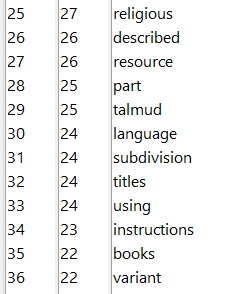 25 27 religious
26 26 described
27 26 resource
28 25 part
29 25 talmud
30 24 language
31 24 subdivision
32 24 titles
33 24 using
34 23 instructions
35 22 books
36 22 variant